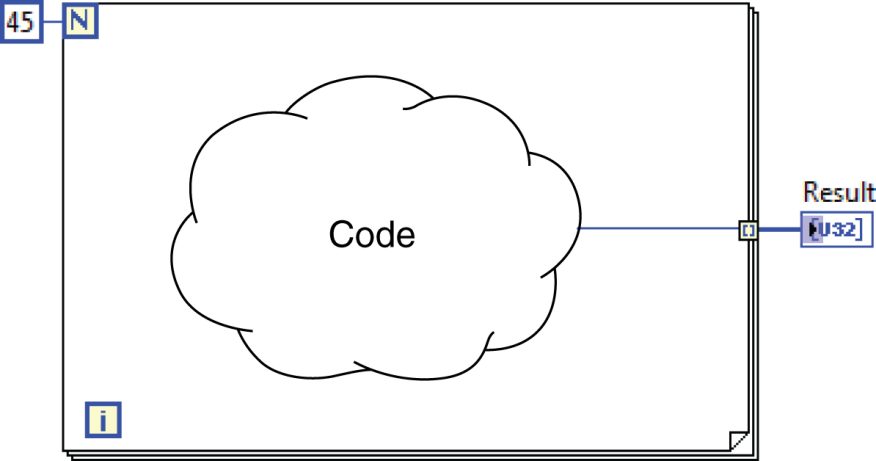 45
N
Code
Result
[U32]
i